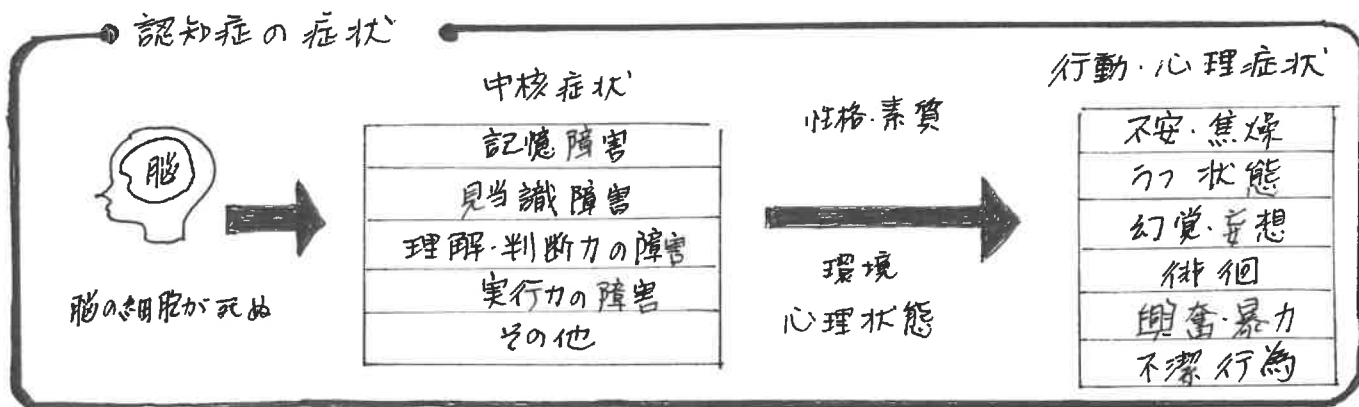 認知症の症状
脳
脳の細胞が死ぬ
中核症状
記憶障害
見当識障害
理解・判断力の障害
実行力の障害
その他
性格・素質
環境
心理状態
行動・心理症状
不安・焦燥
うつ状態
幻覚・妄想
徘徊
興奮・暴力
不潔行為